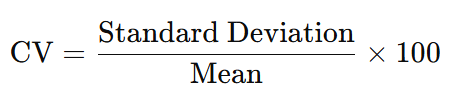 CV = Standard Deviation / Mean × 100